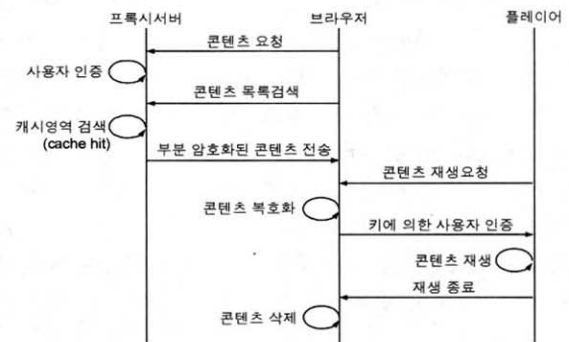 프록시서버 브라우저 플레이어
콘텐츠 요청
사용자 인증
콘텐츠 목록검색
캐시영역 검색
(cache hit)
부분 암호화된 콘텐츠 전송
콘텐츠 재생요청
콘텐츠 복호화
키에 의한 사용자 인증
콘텐츠 재생
재생 종료
콘텐츠 삭제